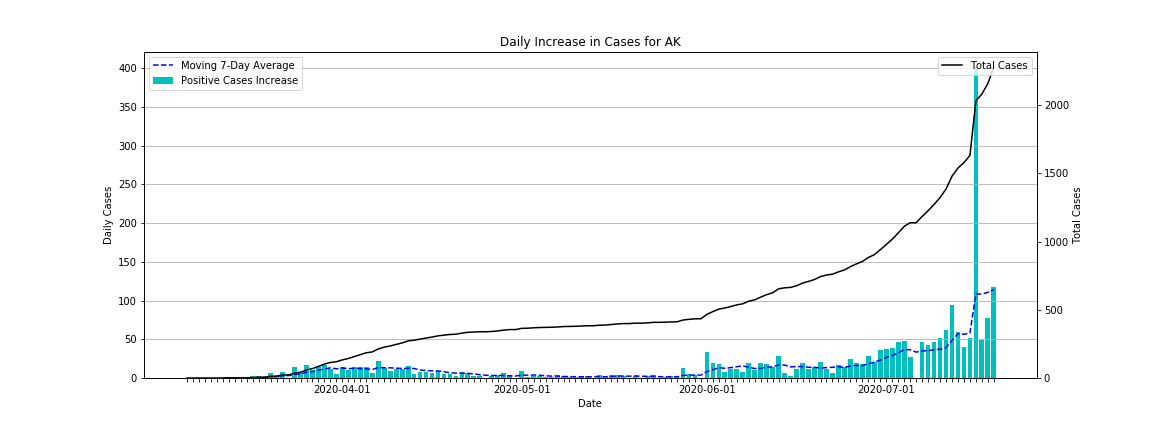 Daily Increase in Cases for AK
Moving 7-Day Average
Positive Cases Increase
Total Cases
400
350
300
250
200
150
100
50
0
Daily Cases
2000
1500
1000
500
0
Total Cases
2020-04-01
2020-05-01
2020-06-01
2020-07-01
Date